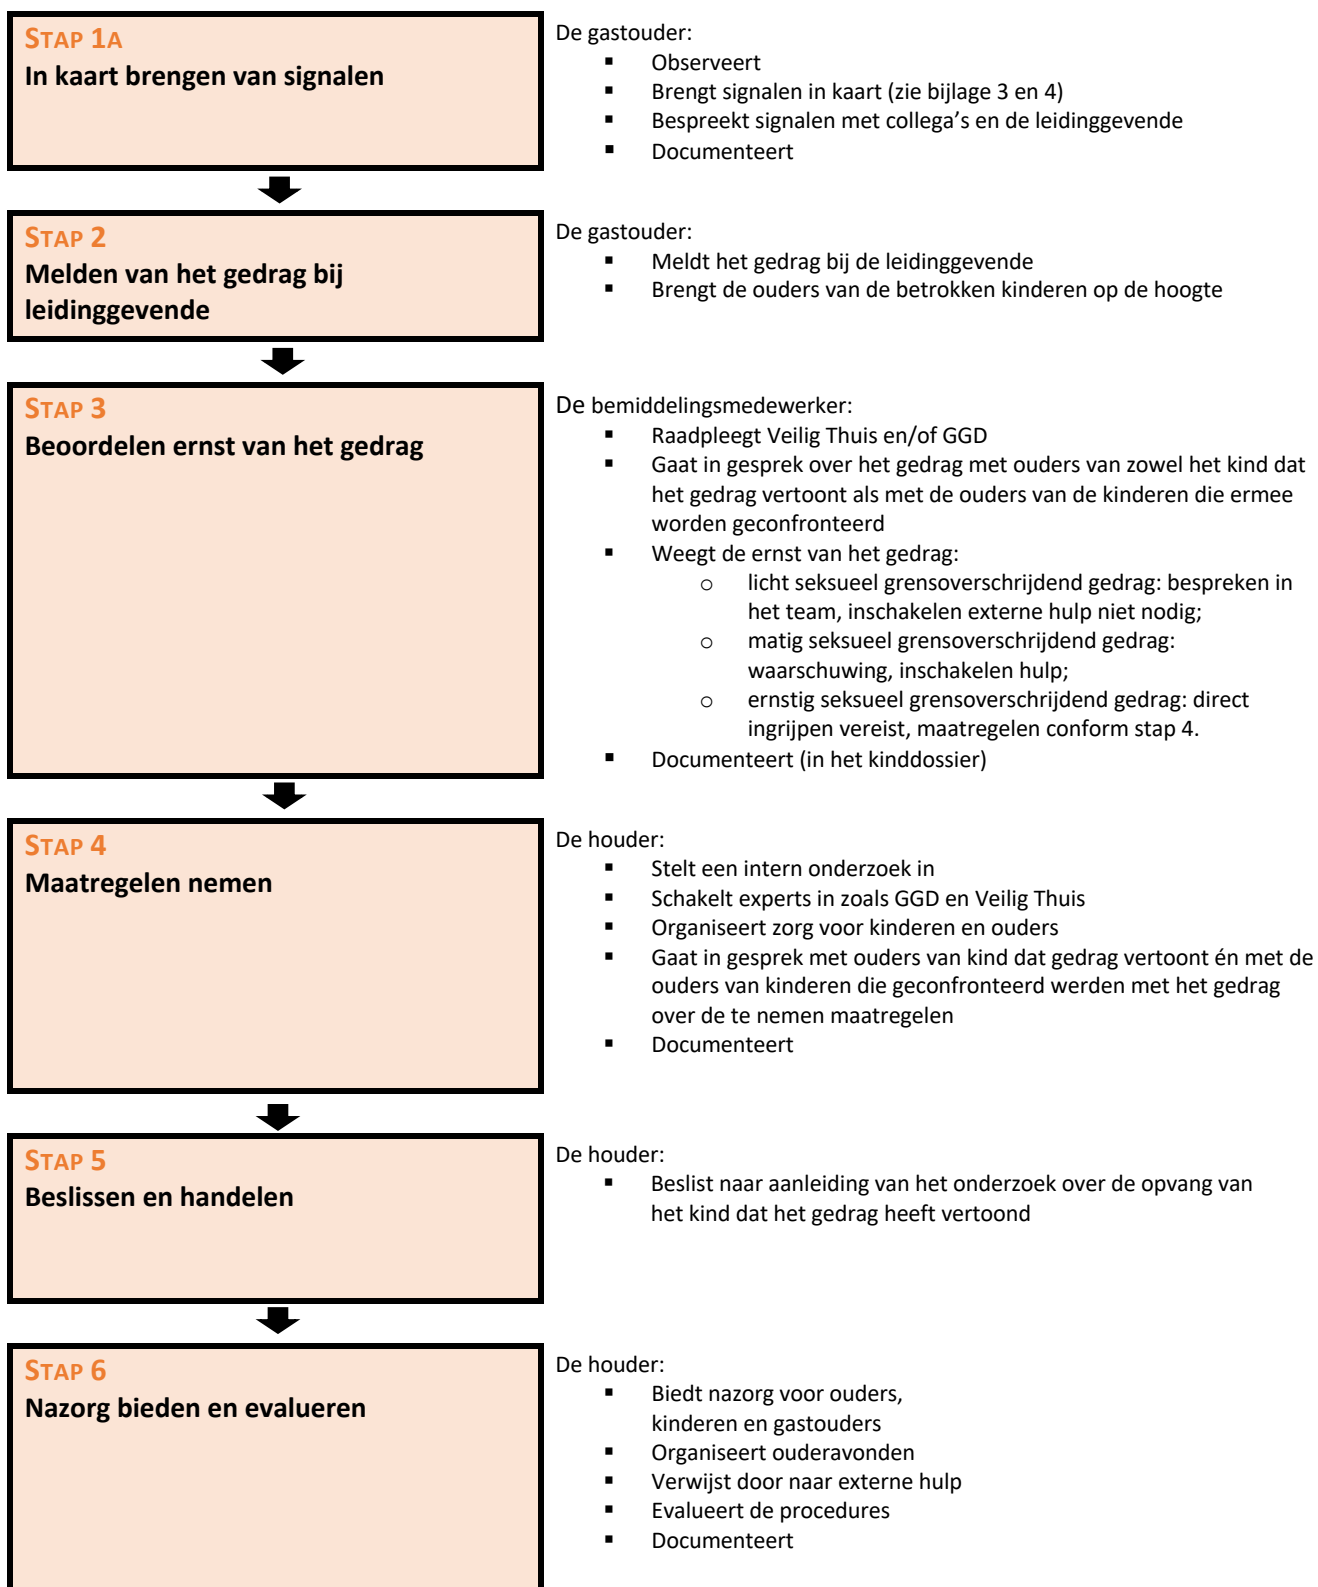 STAP 1A
In kaart brengen van signalen
De gastouder:
▪ Observeert
▪ Brengt signalen in kaart (zie bijlage 3 en 4)
▪ Bespreekt signalen met collega's en de leidinggevende
▪ Documenteert
STAP 2
Melden van het gedrag bij
leidinggevende
De gastouder:
▪ Meldt het gedrag bij de leidinggevende
▪ Brengt de ouders van de betrokken kinderen op de hoogte
STAP 3
Beoordelen ernst van het gedrag
De bemiddelingsmedewerker:
▪ Raadpleegt Veilig Thuis en/of GGD
▪ Gaat in gesprek over het gedrag met ouders van zowel het kind dat
het gedrag vertoont als met de ouders van de kinderen die ermee
worden geconfronteerd
▪ Weegt de ernst van het gedrag:
o licht seksueel grensoverschrijdend gedrag: bespreken in
het team, inschakelen externe hulp niet nodig;
o matig seksueel grensoverschrijdend gedrag:
waarschuwing, inschakelen hulp;
o ernstig seksueel grensoverschrijdend gedrag: direct
ingrijpen vereist, maatregelen conform stap 4.
▪ Documenteert (in het kinddossier)
STAP 4
Maatregelen nemen
De houder:
▪ Stelt een intern onderzoek in
▪ Schakelt experts in zoals GGD en Veilig Thuis
▪ Organiseert zorg voor kinderen en ouders
▪ Gaat in gesprek met ouders van kind dat gedrag vertoont én met de
ouders van kinderen die geconfronteerd werden met het gedrag
over de te nemen maatregelen
▪ Documenteert
STAP 5
Beslissen en handelen
De houder:
▪ Beslist naar aanleiding van het onderzoek over de opvang van
het kind dat het gedrag heeft vertoond
STAP 6
Nazorg bieden en evalueren
De houder:
▪ Biedt nazorg voor ouders,
kinderen en gastouders
▪ Organiseert ouderavonden
▪ Verwijst door naar externe hulp
▪ Evalueert de procedures
▪ Documenteert